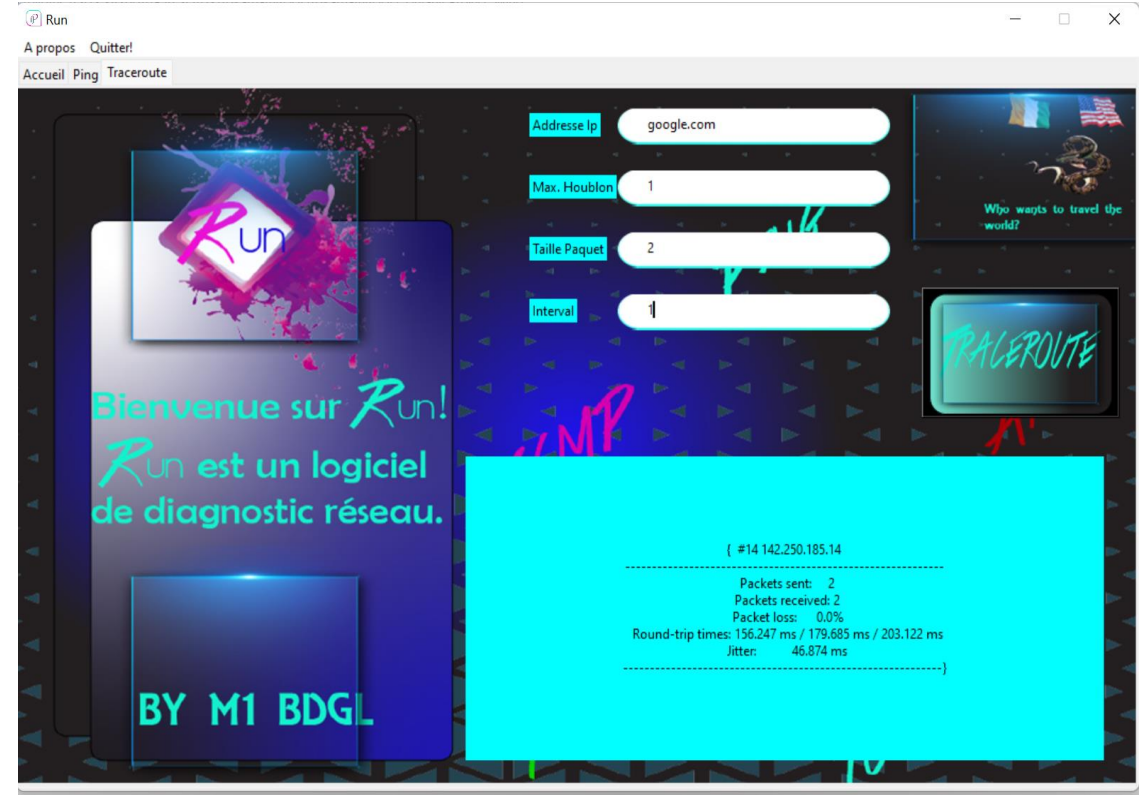 Run
A propos Quitter!
Accueil Ping Traceroute
Addresse Ip
google.com
Max. Houblon
1
Taille Paquet
2
Interval
1
Run
Bienvenue sur Run!
Run est un logiciel
de diagnostic réseau.
BY M1 BDGL
Who wants to travel the
world?
TRACEROUTE
{ #14 142.250.185.14
------------------------------------------------------------
Packets sent: 2
Packets received: 2
Packet loss: 0.0%
Round-trip times: 156.247 ms / 179.685 ms / 203.122 ms
Jitter: 46.874 ms
------------------------------------------------------------}